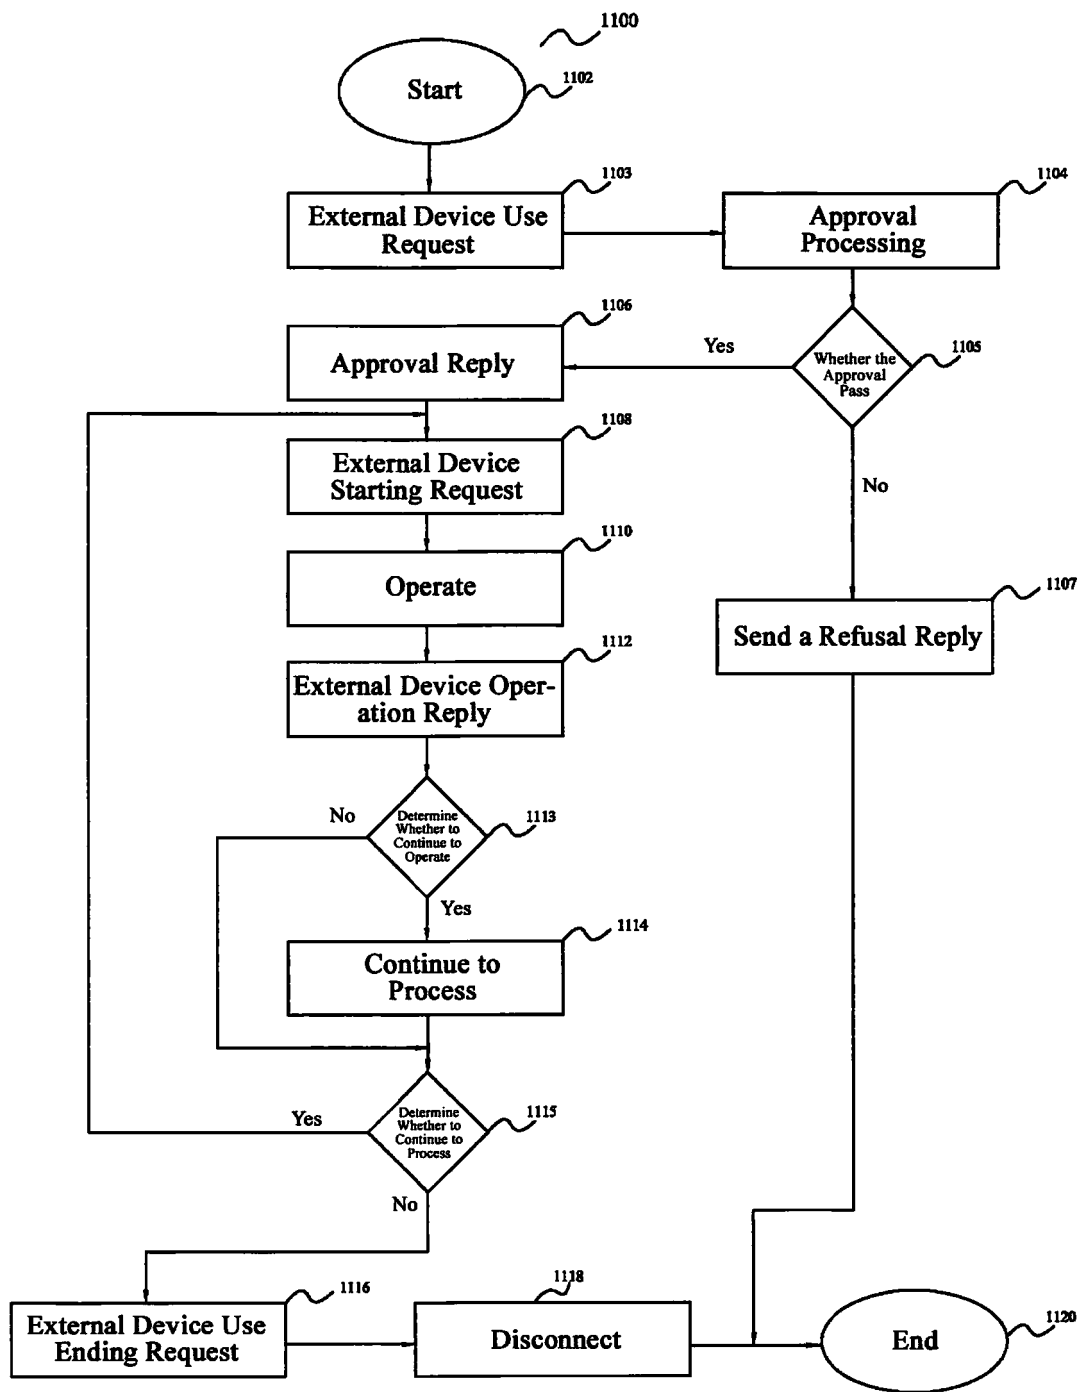 1100
Start
1102
1103
External Device Use
Request
1104
Approval
Processing
1106
Approval Reply
Yes
Whether the
Approval
Pass
1105
1108
External Device
Starting Request
No
1110
Operate
1107
Send a Refusal Reply
1112
External Device Oper-
ation Reply
No
Determine
Whether to
Continue to
Operate
1113
Yes
1114
Continue to
Process
Yes
Determine
Whether to
Continue to
Process
1115
No
1116
External Device Use
Ending Request
1118
Disconnect
End
1120